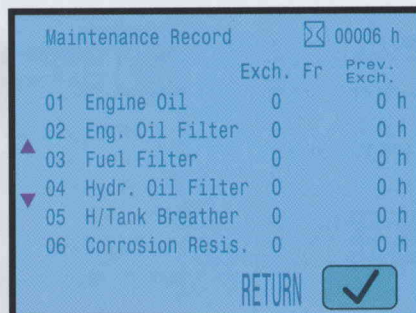 Maintenance Record 00006 h
Exch. Fr Prev. Exch.
01 Engine Oil 0 0 h
02 Eng. Oil Filter 0 0 h
03 Fuel Filter 0 0 h
04 Hydr. Oil Filter 0 0 h
05 H/Tank Breather 0 0 h
06 Corrosion Resis. 0 0 h
RETURN